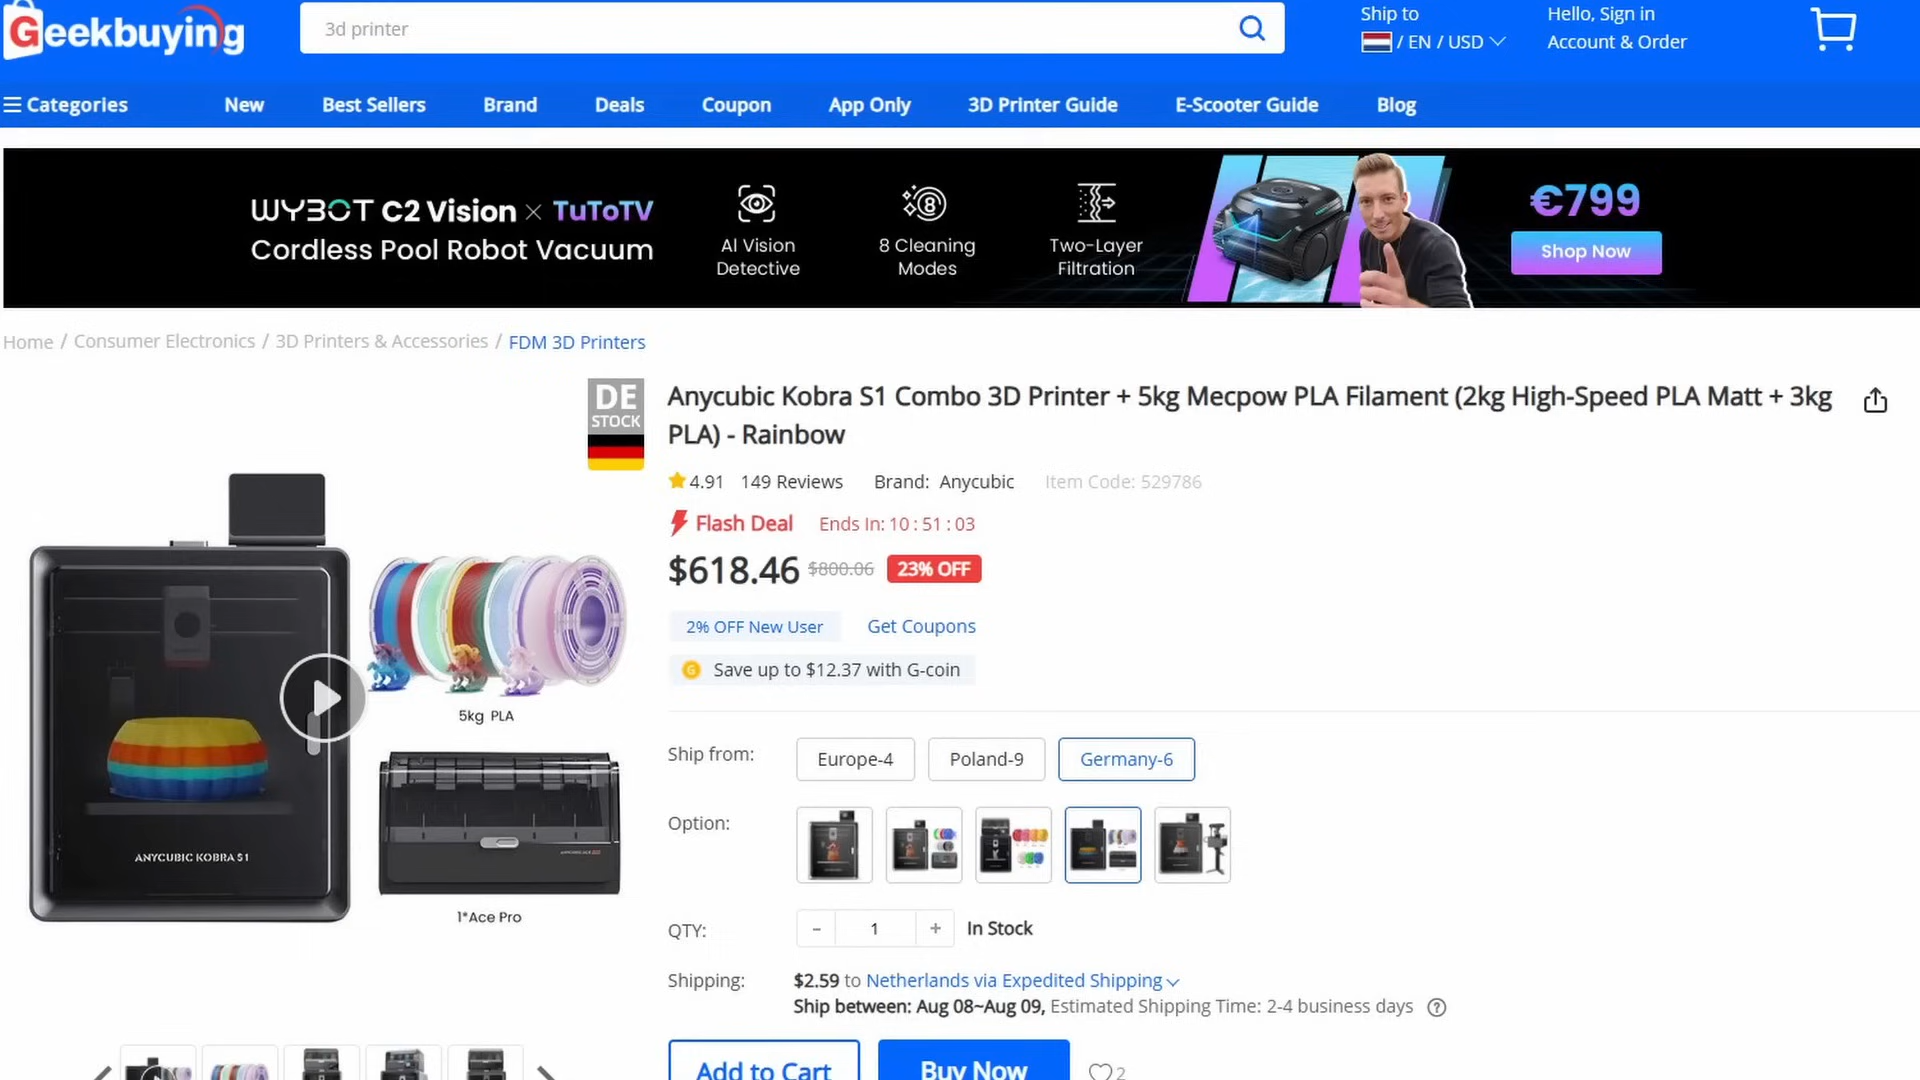 Geekbuying
3d printer
Ship to
/ EN / USD
Hello, Sign in
Account & Order
Categories
New
Best Sellers
Brand
Deals
Coupon
App Only
3D Printer Guide
E-Scooter Guide
Blog
WYBOT C2 Vision × TuToTV
Cordless Pool Robot Vacuum
AI Vision
Detective
8
8 Cleaning
Modes
Two-Layer
Filtration
€799
Shop Now
Home / Consumer Electronics / 3D Printers & Accessories / FDM 3D Printers
DE
STOCK
Anycubic Kobra S1 Combo 3D Printer + 5kg Mecpow PLA Filament (2kg High-Speed PLA Matt + 3kg
PLA) - Rainbow
4.91 149 Reviews Brand: Anycubic Item Code: 529786
Flash Deal Ends In: 10 : 51 : 03
$618.46 $800.06 23% OFF
2% OFF New User Get Coupons
G Save up to $12.37 with G-coin
5kg PLA
ANYCUBIC KOBRA S1
1*Ace Pro
Ship from: Europe-4 Poland-9 Germany-6
Option:
QTY: - 1 + In Stock
Shipping: $2.59 to Netherlands via Expedited Shipping
Ship between: Aug 08~Aug 09, Estimated Shipping Time: 2-4 business days ?
Add to Cart
Buy Now
2